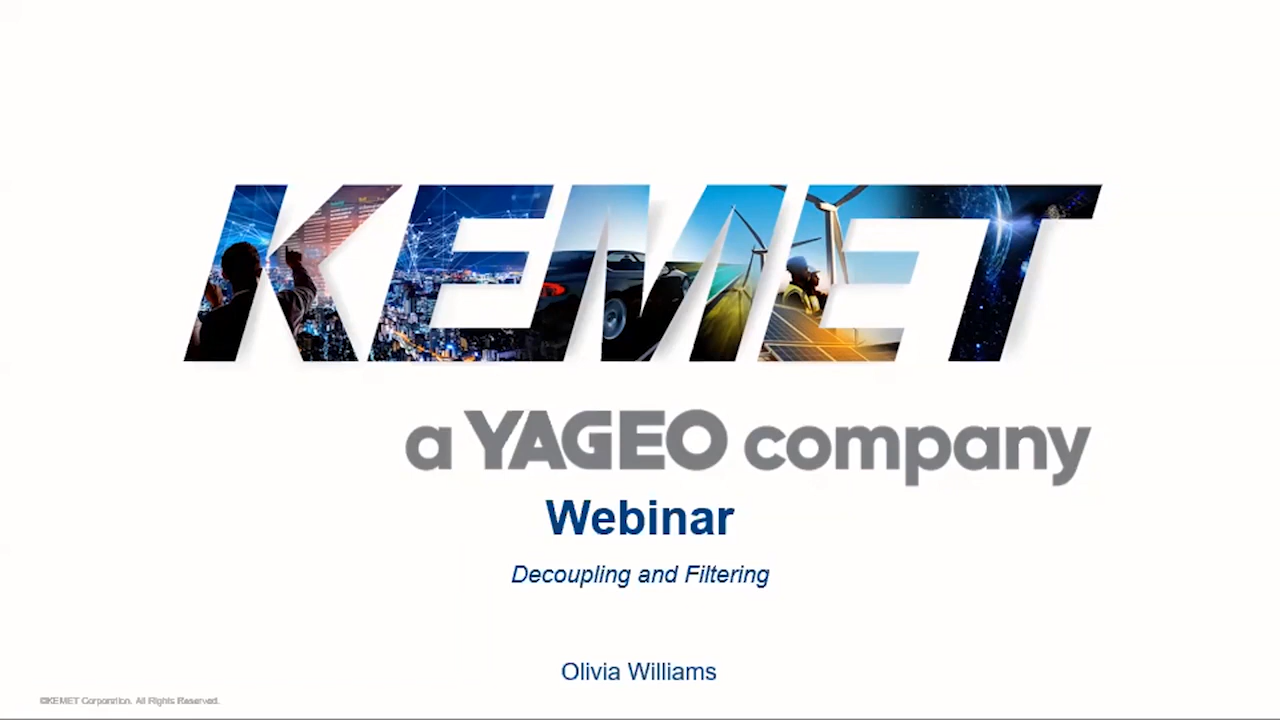 KEMET
a YAGEO company
Webinar
Decoupling and Filtering
Olivia Williams
©KEMET Corporation. All Rights Reserved.